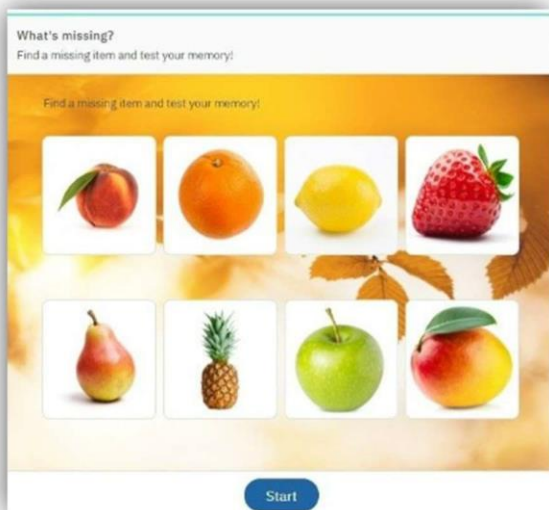 What's missing?
Find a missing item and test your memory!
Find a missing item and test your memory!
Start